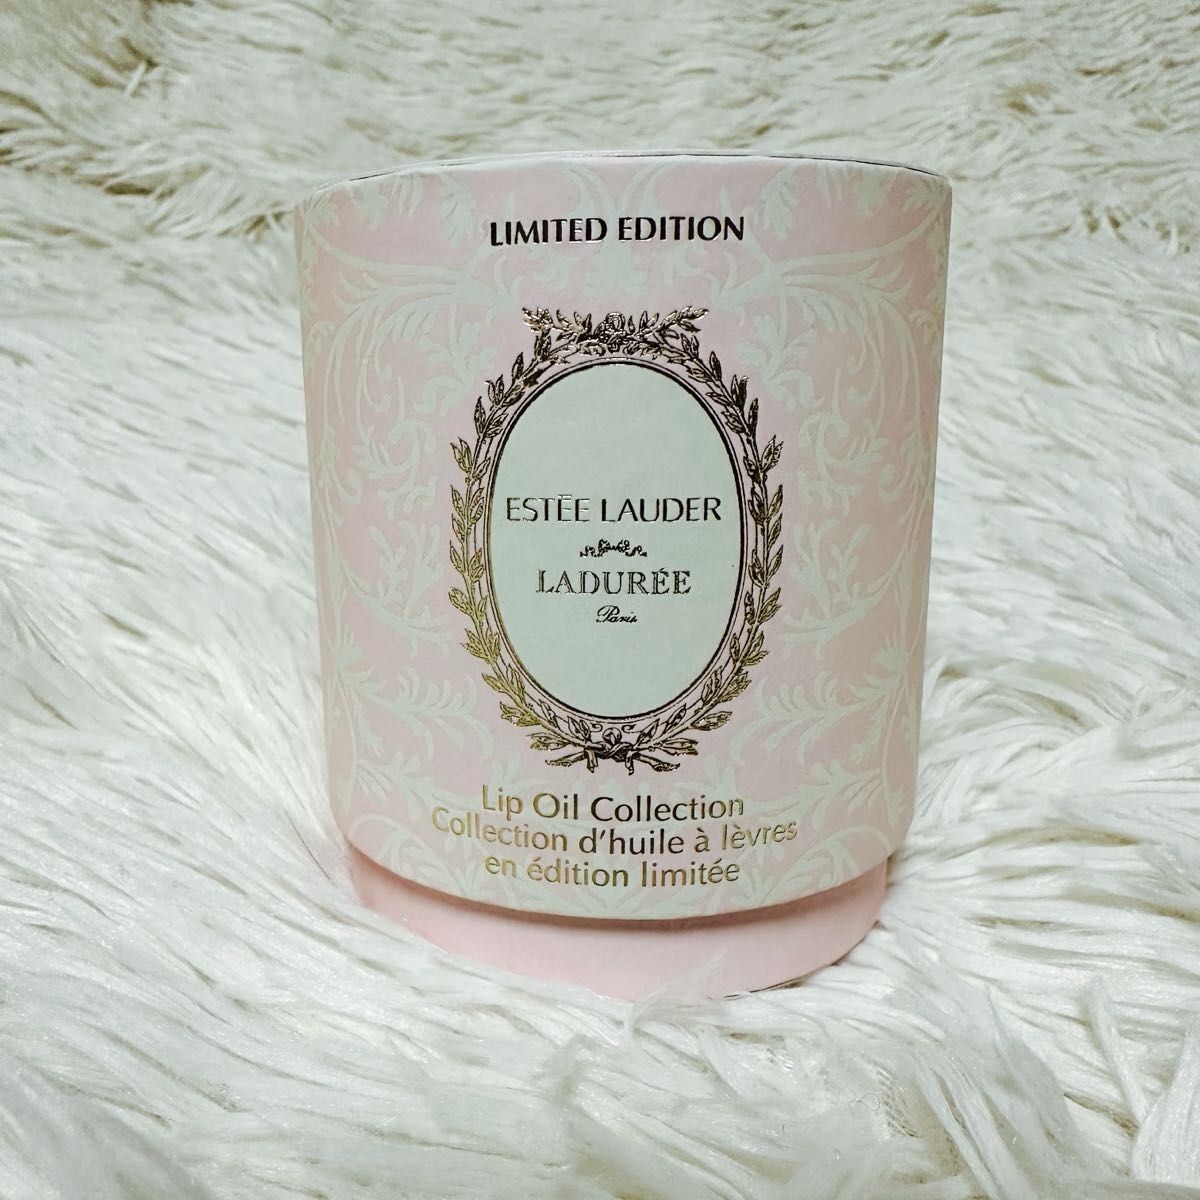 LIMITED EDITION
ESTĒE LAUDER
LADURÉE
Paris
Lip Oil Collection
Collection d'huile à lèvres
en édition limitée